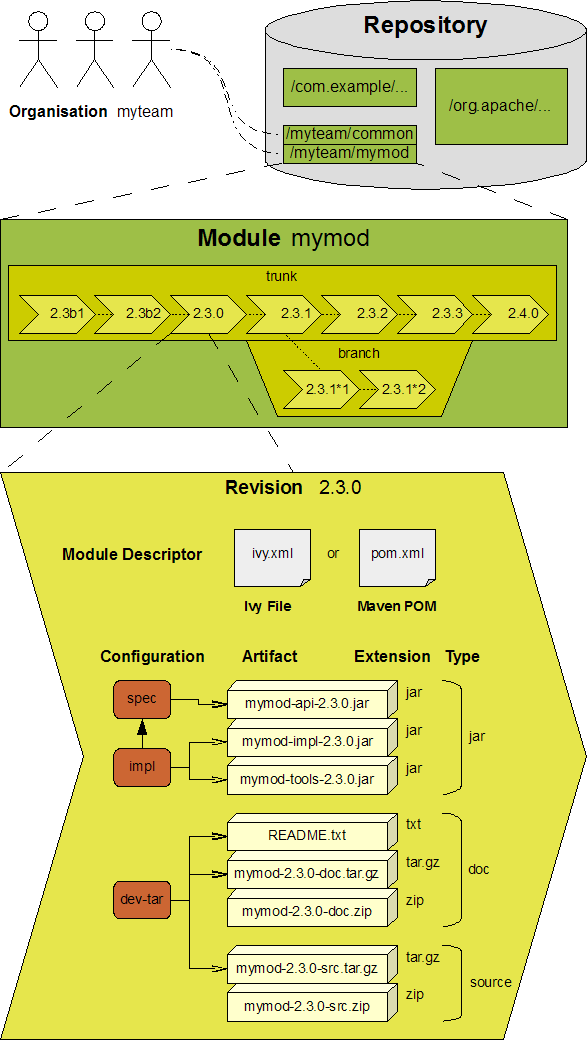 Repository
/com.example/...
/org.apache/...
Organisation myteam
/myteam/common
/myteam/mymod
Module mymod
trunk
2.3b1 2.3b2 2.3.0 2.3.1 2.3.2 2.3.3 2.4.0
branch
2.3.1*1 2.3.1*2
Revision 2.3.0
Module Descriptor ivy.xml or pom.xml
Ivy File Maven POM
Configuration Artifact Extension Type
spec mymod-api-2.3.0.jar jar
mymod-impl-2.3.0.jar jar
jar
impl mymod-tools-2.3.0.jar jar
README.txt txt
mymod-2.3.0-doc.tar.gz tar.gz
doc
dev-tar mymod-2.3.0-doc.zip zip
mymod-2.3.0-src.tar.gz tar.gz
source
mymod-2.3.0-src.zip zip